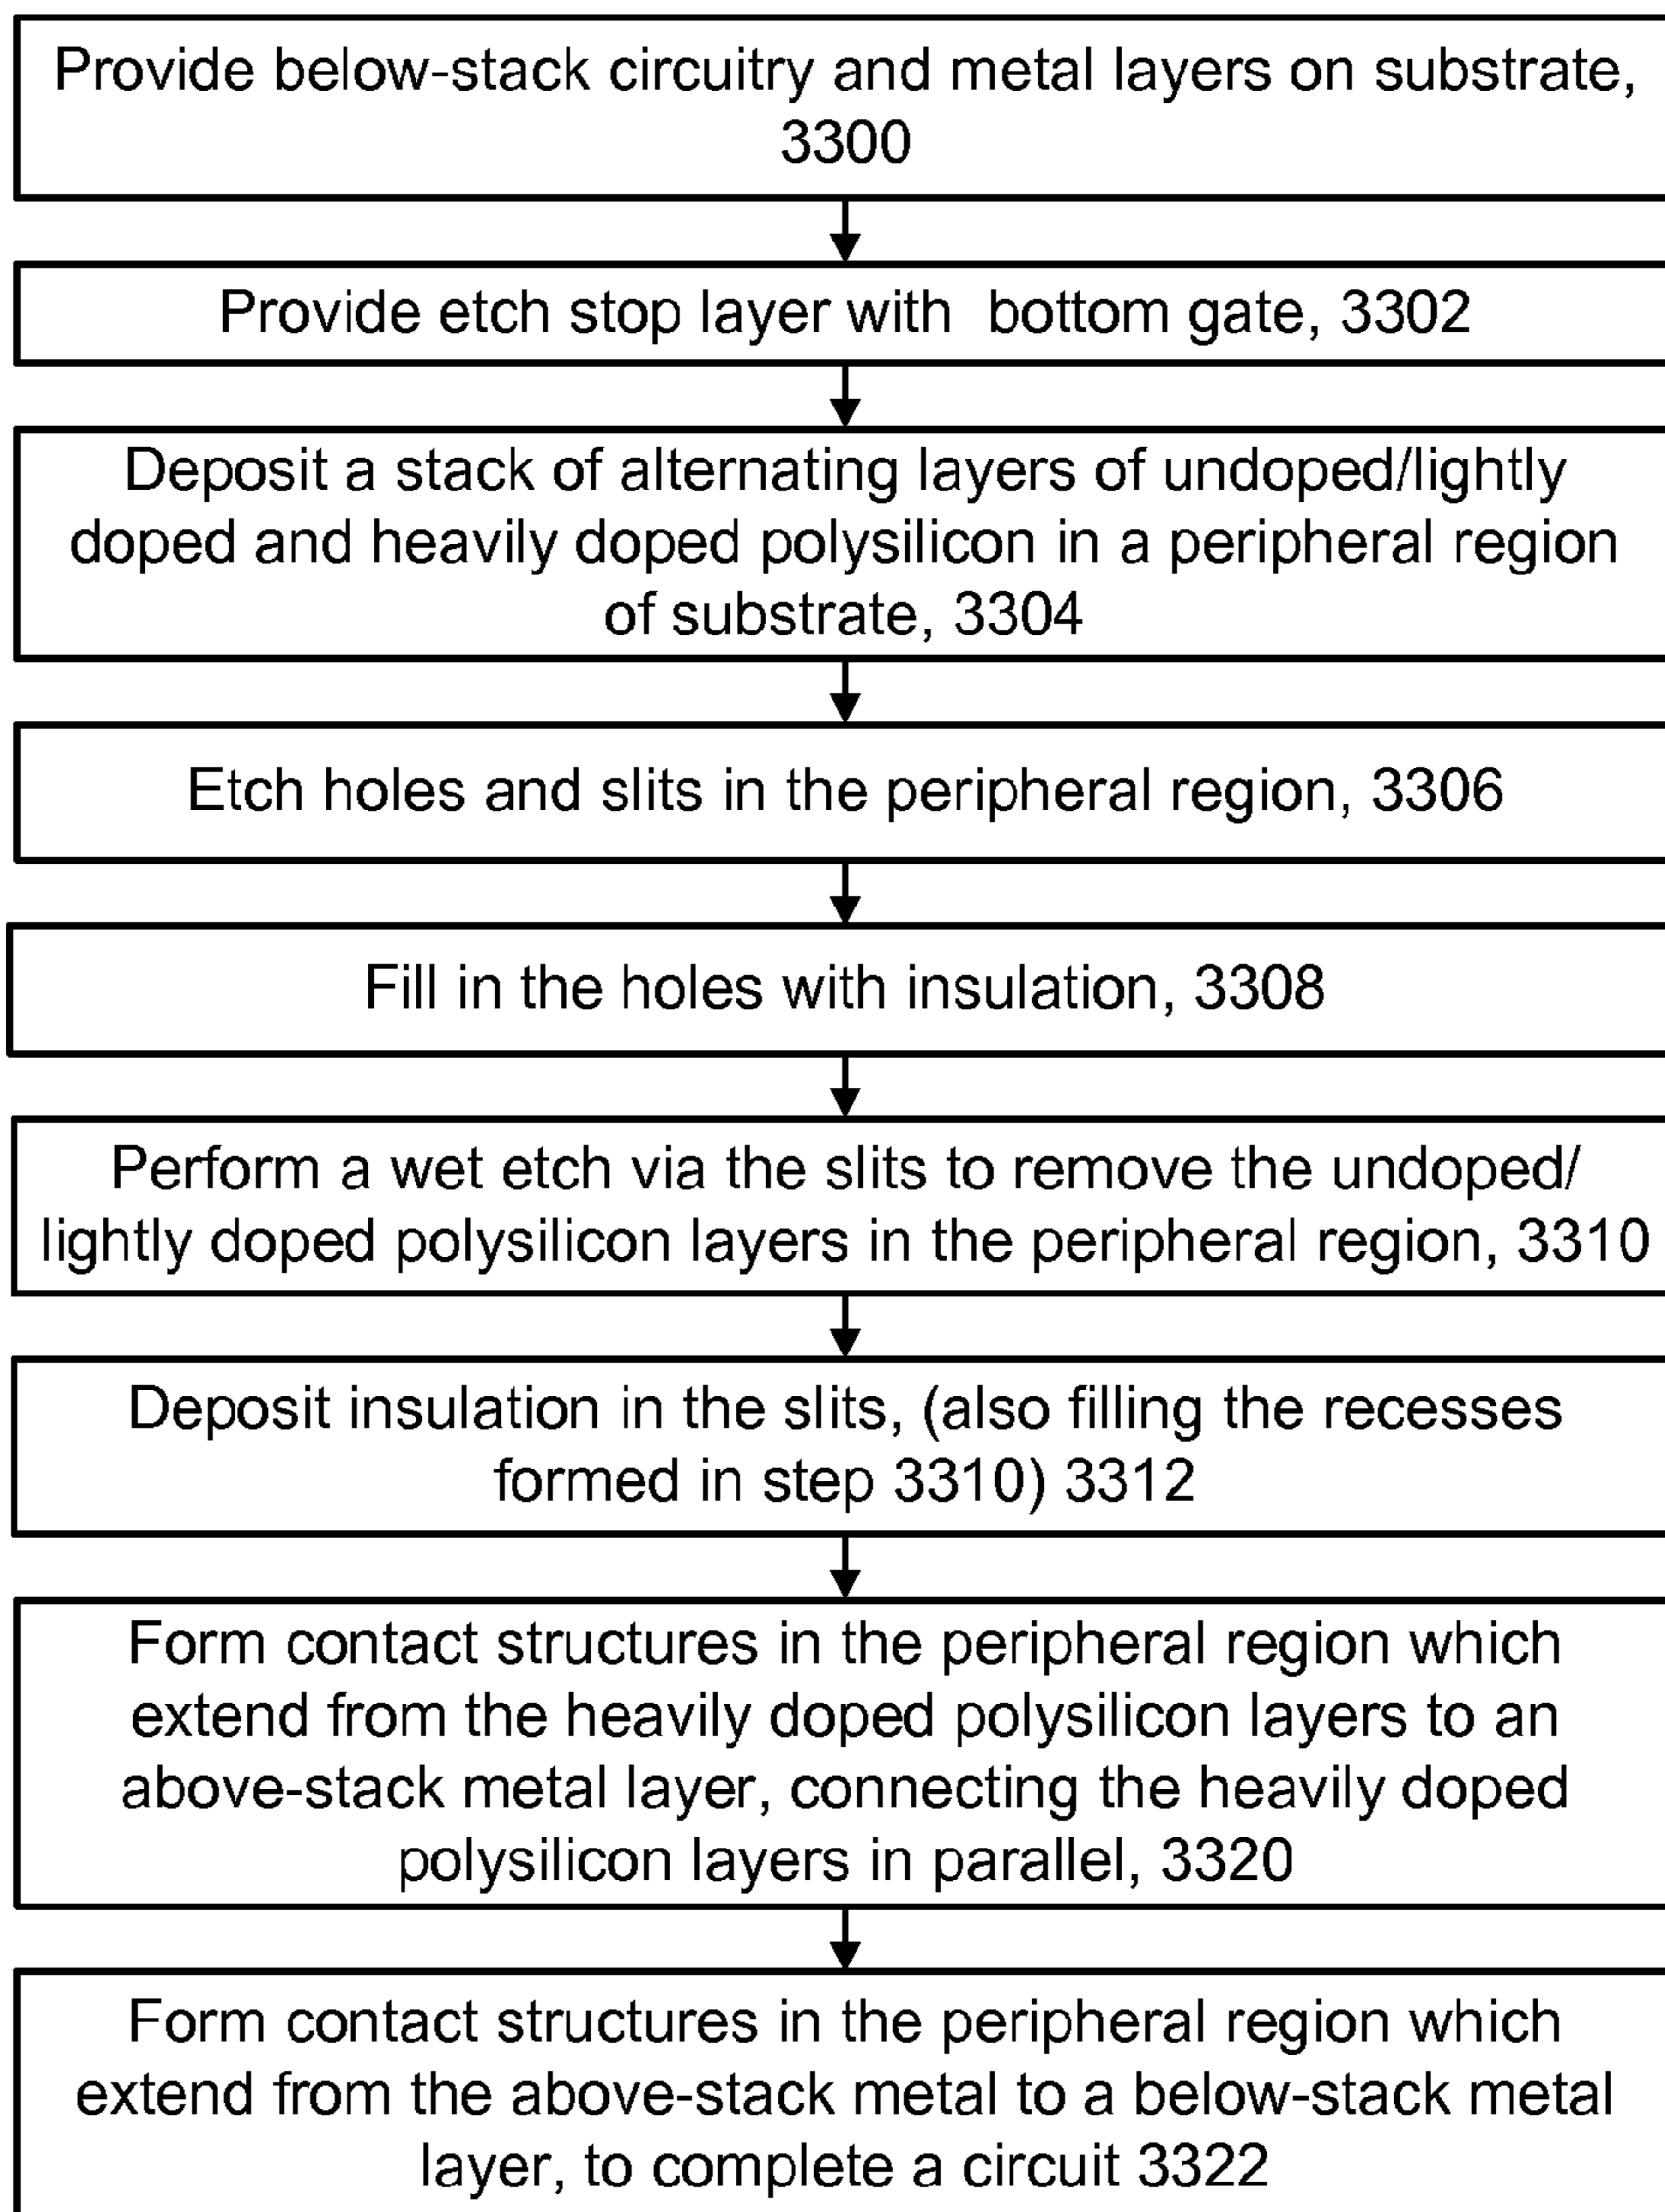 Provide below-stack circuitry and metal layers on substrate,
3300
Provide etch stop layer with bottom gate, 3302
Deposit a stack of alternating layers of undoped/lightly
doped and heavily doped polysilicon in a peripheral region
of substrate, 3304
Etch holes and slits in the peripheral region, 3306
Fill in the holes with insulation, 3308
Perform a wet etch via the slits to remove the undoped/
lightly doped polysilicon layers in the peripheral region, 3310
Deposit insulation in the slits, (also filling the recesses
formed in step 3310) 3312
Form contact structures in the peripheral region which
extend from the heavily doped polysilicon layers to an
above-stack metal layer, connecting the heavily doped
polysilicon layers in parallel, 3320
Form contact structures in the peripheral region which
extend from the above-stack metal to a below-stack metal
layer, to complete a circuit 3322